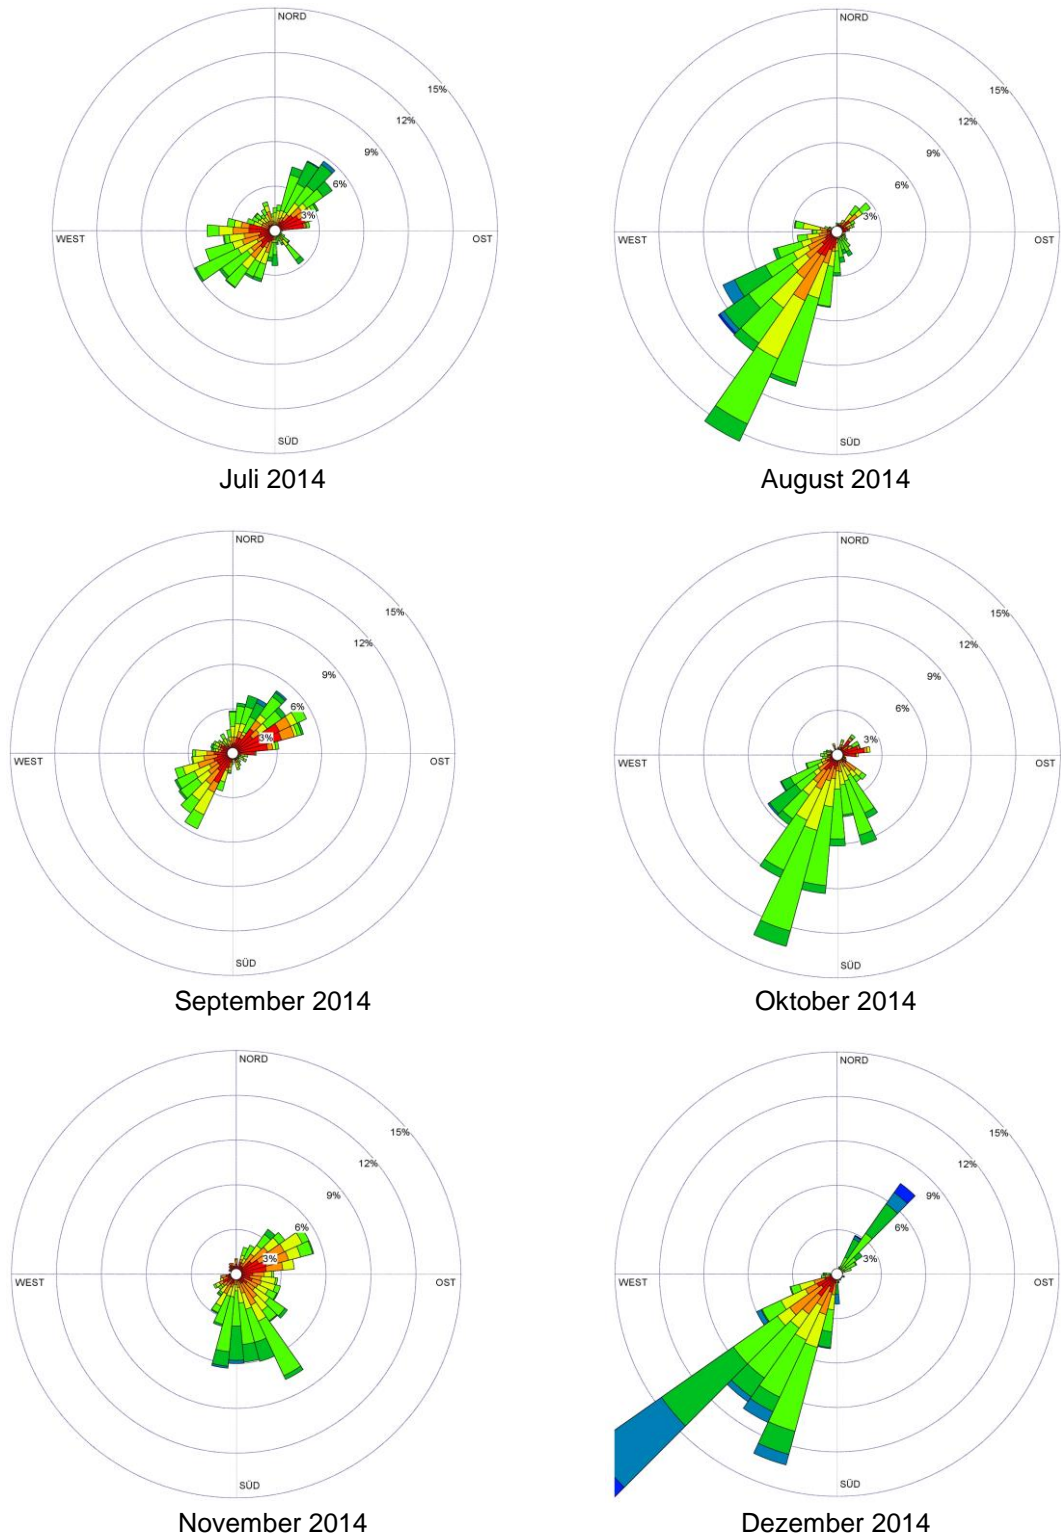 NORD
15%
12%
9%
6%
3%
WEST
OST
SÜD
Juli 2014
NORD
15%
12%
9%
6%
3%
WEST
OST
SÜD
August 2014
NORD
15%
12%
9%
6%
3%
WEST
OST
SÜD
September 2014
NORD
15%
12%
9%
6%
3%
WEST
OST
SÜD
Oktober 2014
NORD
15%
12%
9%
6%
3%
WEST
OST
SÜD
November 2014
NORD
15%
12%
9%
6%
3%
WEST
OST
SÜD
Dezember 2014